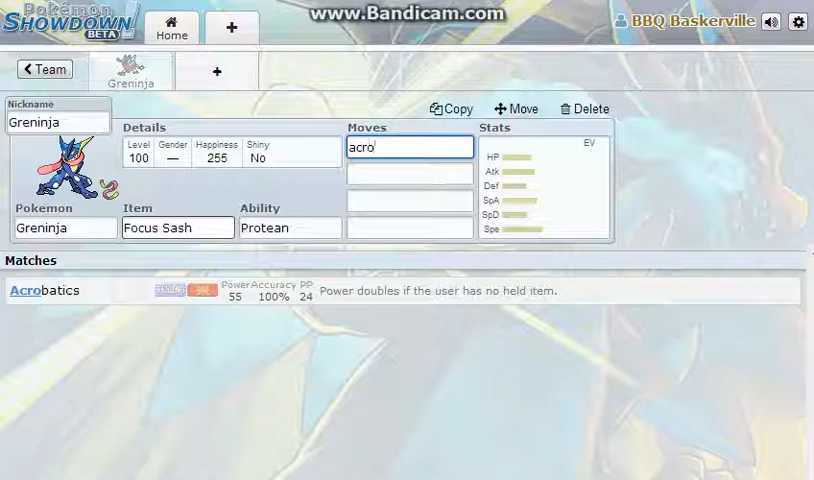 www.Bandicam.com
Pokémon
SHOWDOWN
BETA
Home
+
BBQ Baskerville
< Team
Greninja
+
Copy
Move
Delete
Nickname
Greninja
Details
Level
100
Gender
—
Happiness
255
Shiny
No
Moves
acro
Stats
EV
HP
Atk
Def
SpA
SpD
Spe
Pokemon
Greninja
Item
Focus Sash
Ability
Protean
Matches
Acrobatics
FLYING
Power
55
Accuracy
100%
PP
24
Power doubles if the user has no held item.